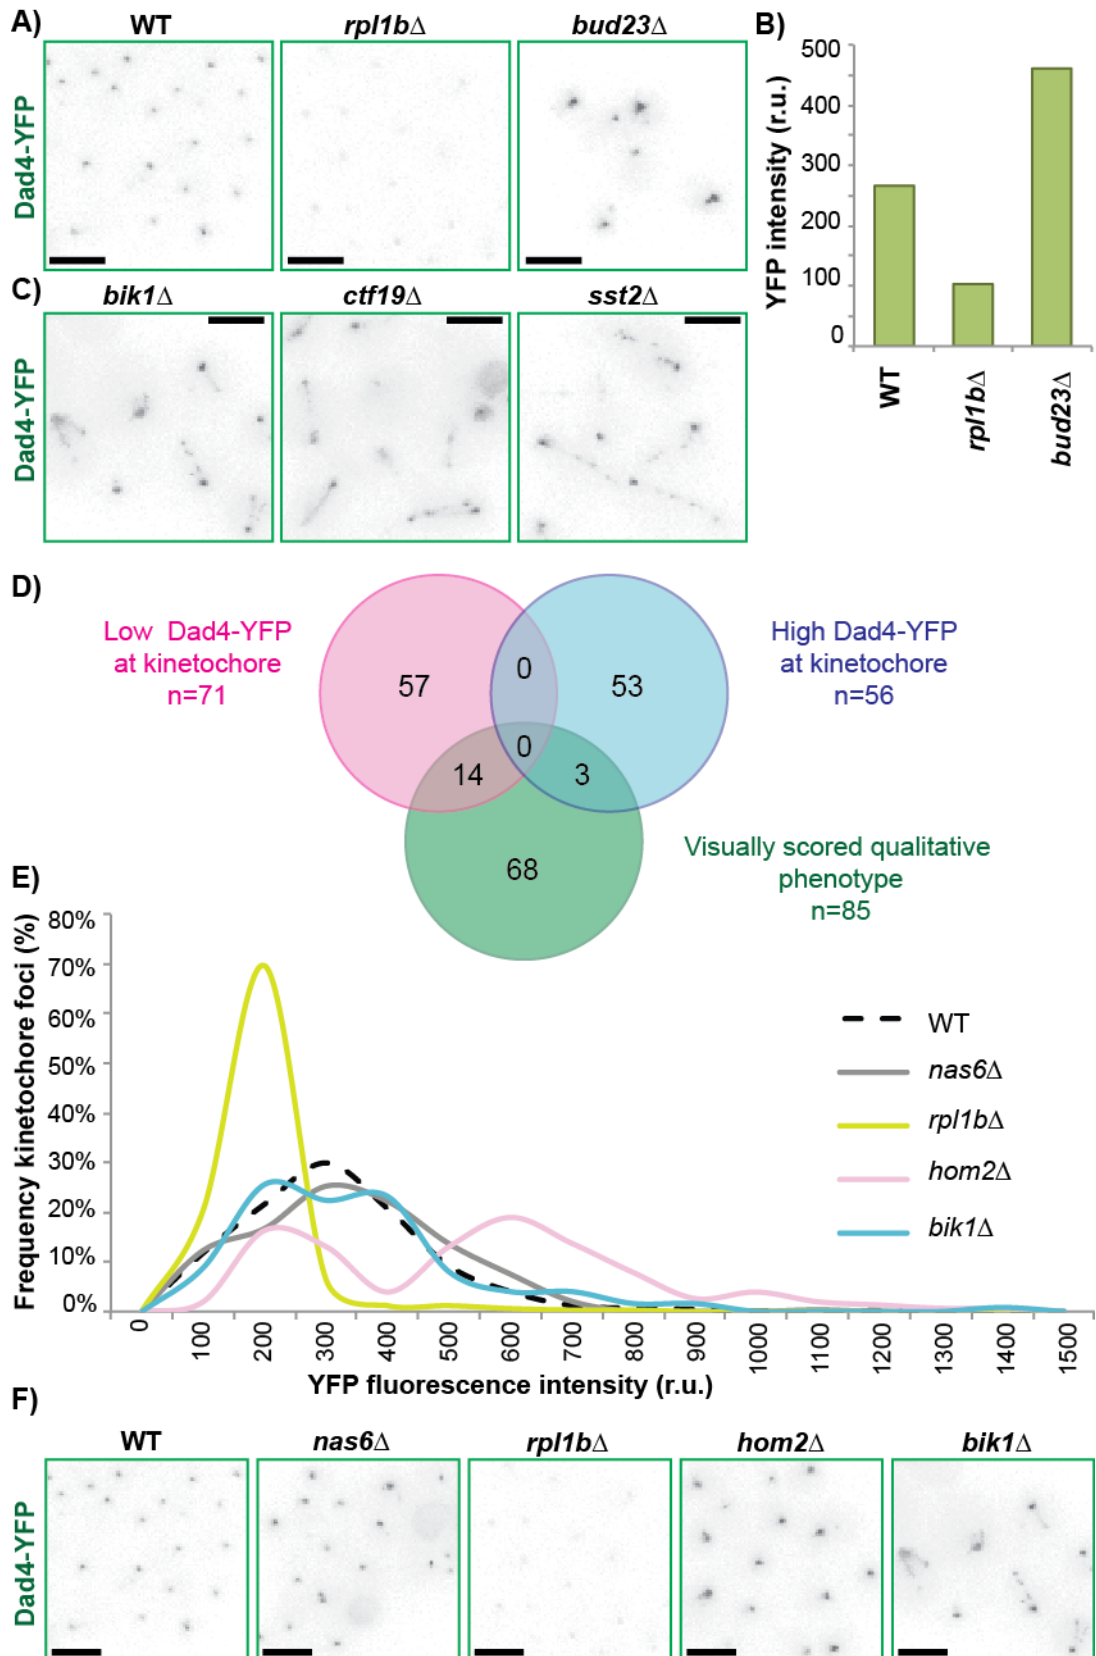 A)
WT
rpl1bΔ
bud23Δ
Dad4-YFP
B)
YFP intensity (r.u.)
500
400
300
200
100
0
WT
rpl1bΔ
bud23Δ
C)
bik1Δ
ctf19Δ
sst2Δ
Dad4-YFP
D)
Low Dad4-YFP
at kinetochore
n=71
High Dad4-YFP
at kinetochore
n=56
57
0
53
0
14
3
68
Visually scored qualitative
phenotype
n=85
E)
Frequency kinetochore foci (%)
80%
70%
60%
50%
40%
30%
20%
10%
0%
0
100
200
300
400
500
600
700
800
900
1000
1100
1200
1300
1400
1500
YFP fluorescence intensity (r.u.)
WT
nas6Δ
rpl1bΔ
hom2Δ
bik1Δ
F)
WT
nas6Δ
rpl1bΔ
hom2Δ
bik1Δ
Dad4-YFP